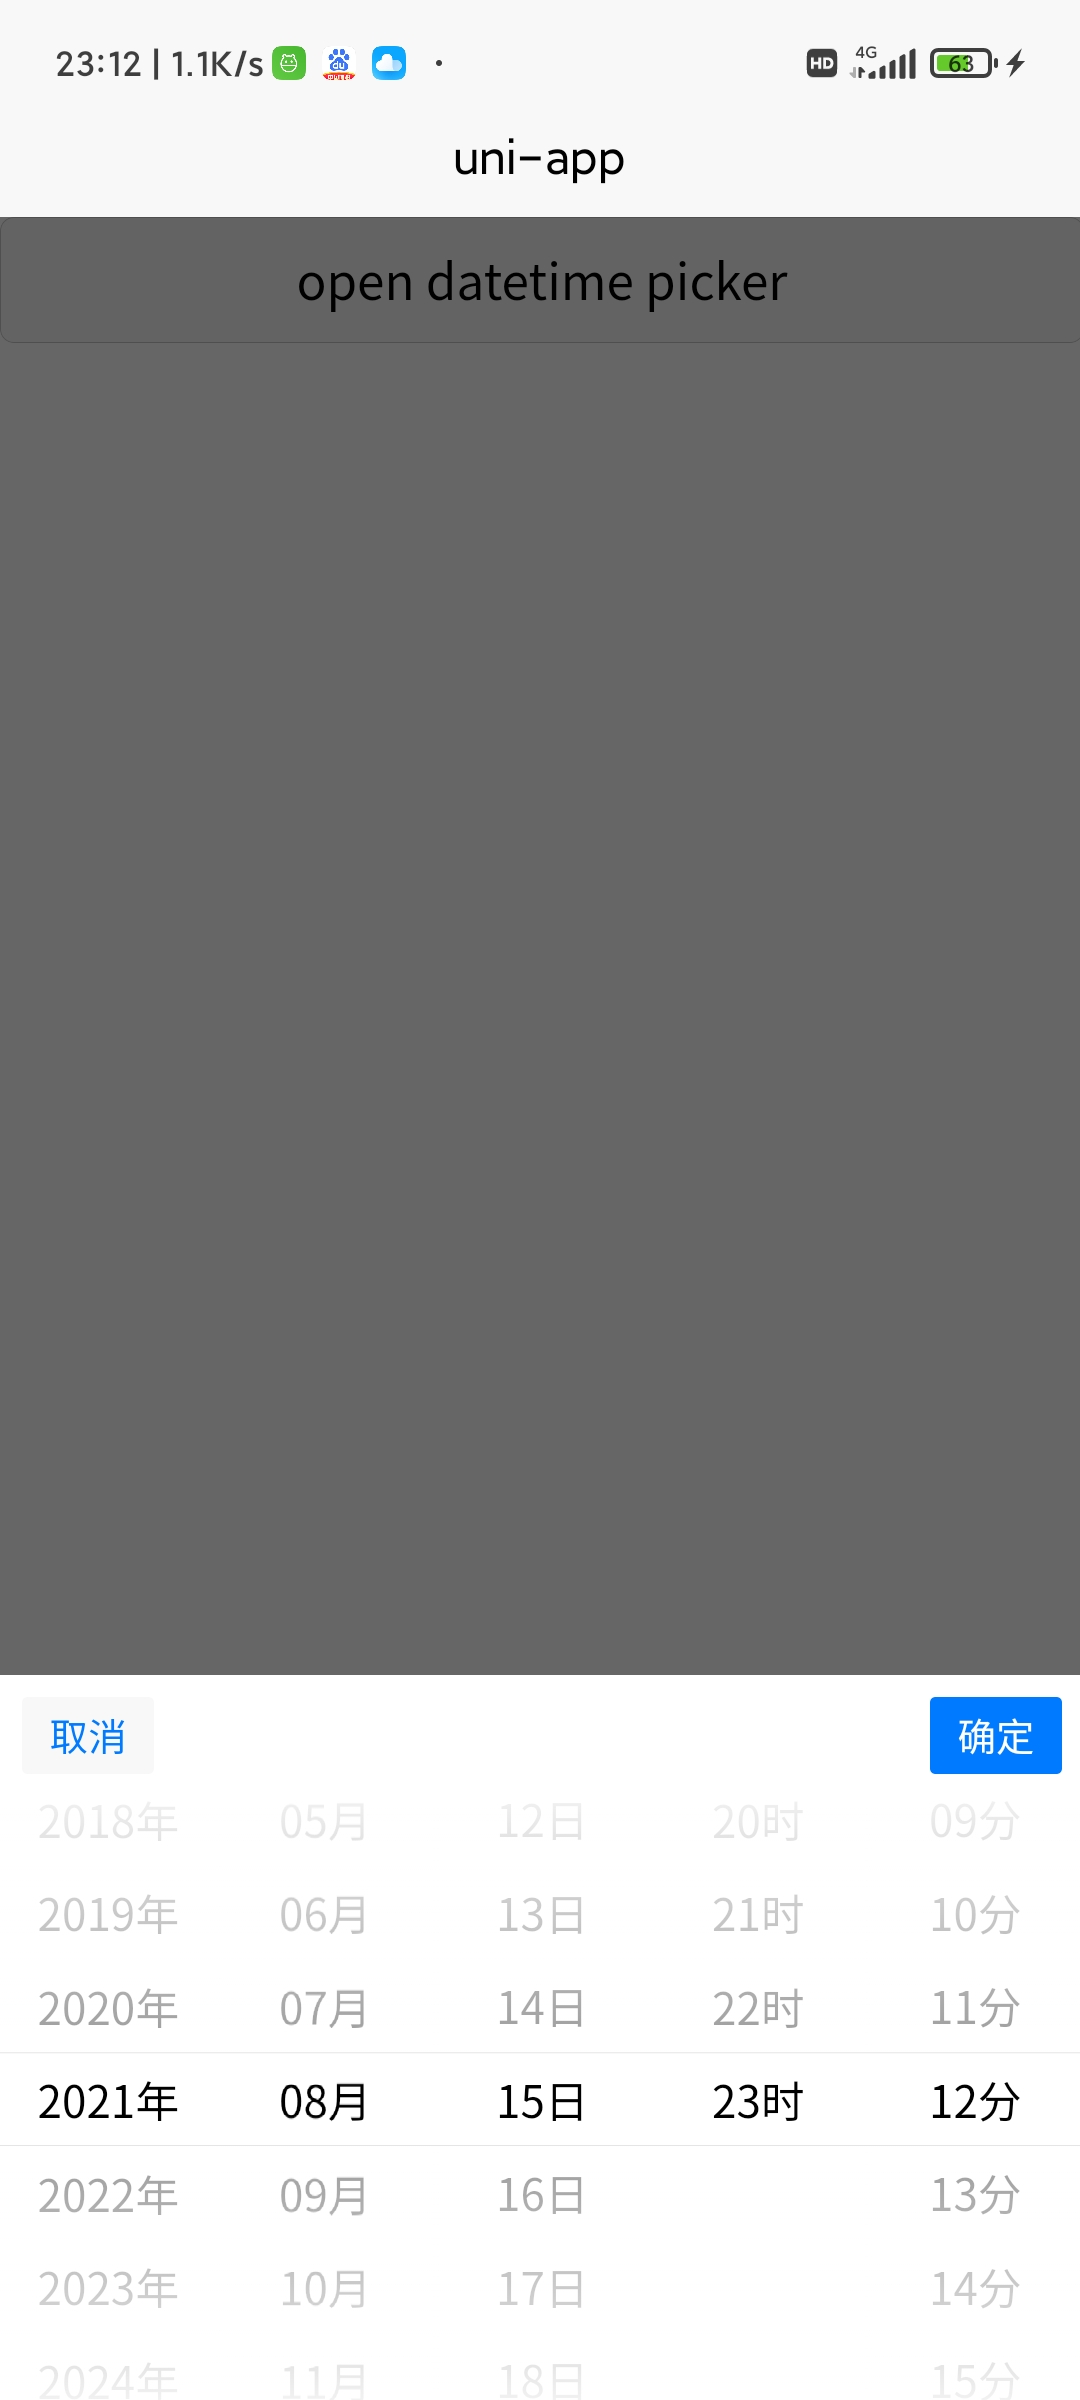 23:12 | 1.1K/s
HD 4G 63
uni-app
open datetime picker
取消 确定
2018年 05月 12日 20时 09分
2019年 06月 13日 21时 10分
2020年 07月 14日 22时 11分
2021年 08月 15日 23时 12分
2022年 09月 16日 13分
2023年 10月 17日 14分
2024年 11月 18日 15分